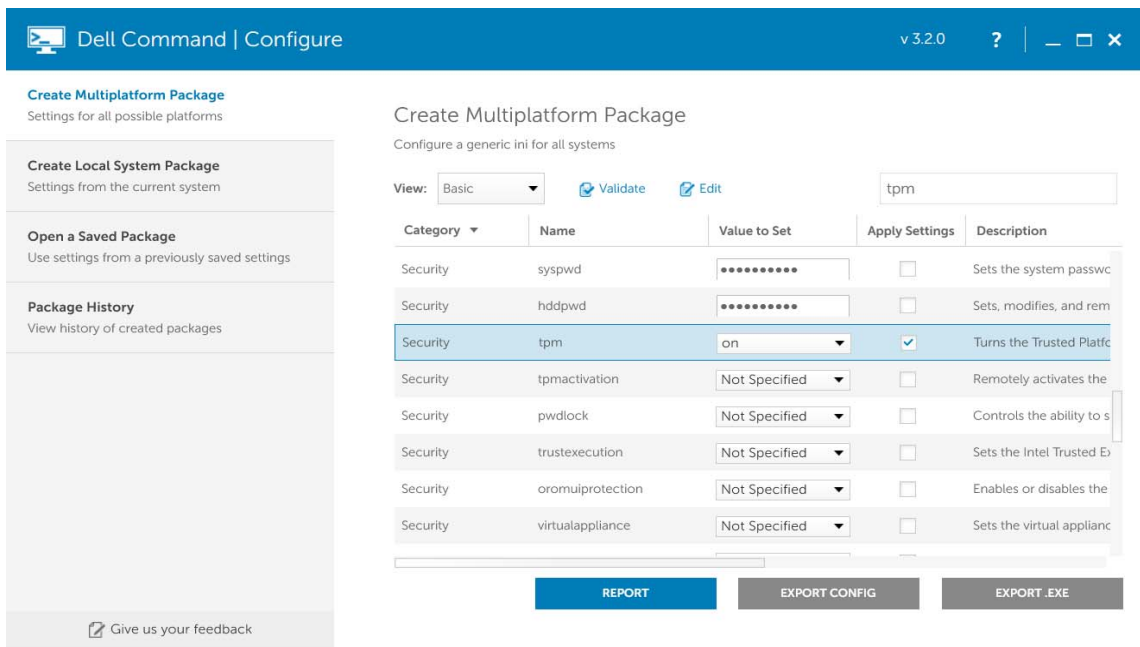 Dell Command | Configure
v 3.2.0
?
Create Multiplatform Package
Settings for all possible platforms
Create Local System Package
Settings from the current system
Open a Saved Package
Use settings from a previously saved settings
Package History
View history of created packages
Give us your feedback
Create Multiplatform Package
Configure a generic ini for all systems
View: Basic Validate Edit tpm
Category Name Value to Set Apply Settings Description
Security syspwd •••••••••• Sets the system passwc
Security hddpwd •••••••••• Sets, modifies, and rem
Security tpm on Turns the Trusted Platfc
Security tpmactivation Not Specified Remotely activates the
Security pwdlock Not Specified Controls the ability to s
Security trustexecution Not Specified Sets the Intel Trusted Ex
Security oromuiprotection Not Specified Enables or disables the
Security virtualappliance Not Specified Sets the virtual applianc
REPORT EXPORT CONFIG EXPORT .EXE